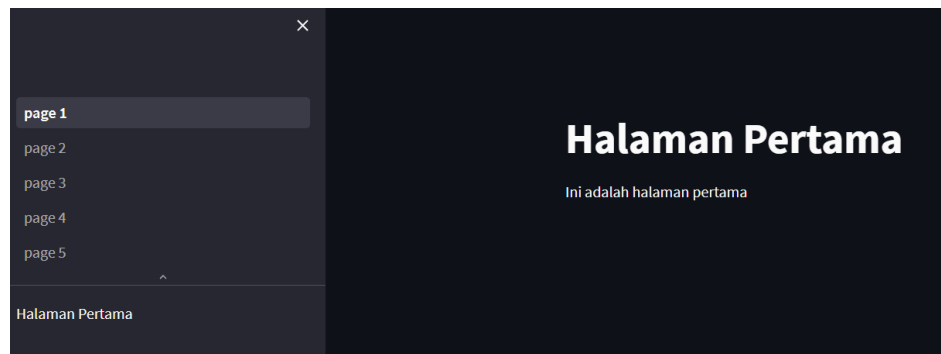 page 1
page 2
page 3
page 4
page 5
Halaman Pertama
Halaman Pertama
Ini adalah halaman pertama